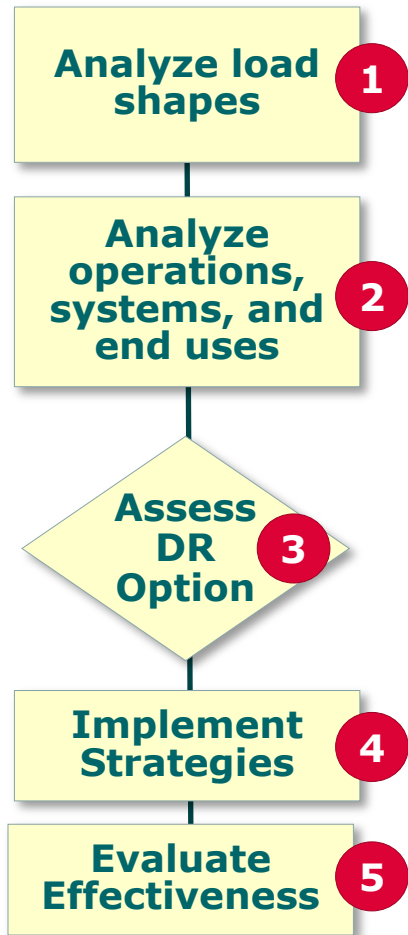 Analyze load
shapes
1
Analyze
operations,
systems, and
end uses
2
Assess
DR
Option
3
Implement
Strategies
4
Evaluate
Effectiveness
5